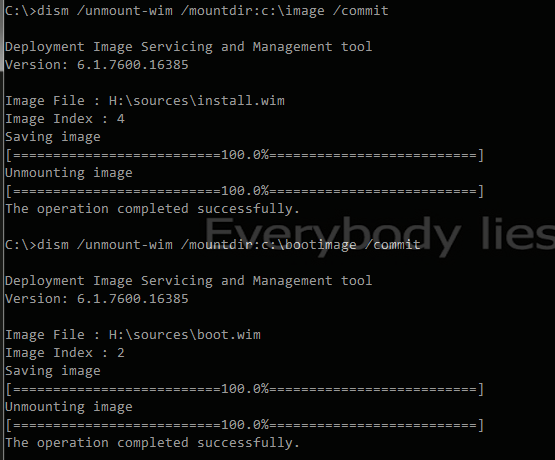 C:\>dism /unmount-wim /mountdir:c:\image /commit
Deployment Image Servicing and Management tool
Version: 6.1.7600.16385
Image File : H:\sources\install.wim
Image Index : 4
Saving image
[==========================100.0%==========================]
Unmounting image
[==========================100.0%==========================]
The operation completed successfully.
Everybody lies
C:\>dism /unmount-wim /mountdir:c:\bootimage /commit
Deployment Image Servicing and Management tool
Version: 6.1.7600.16385
Image File : H:\sources\boot.wim
Image Index : 2
Saving image
[==========================100.0%==========================]
Unmounting image
[==========================100.0%==========================]
The operation completed successfully.